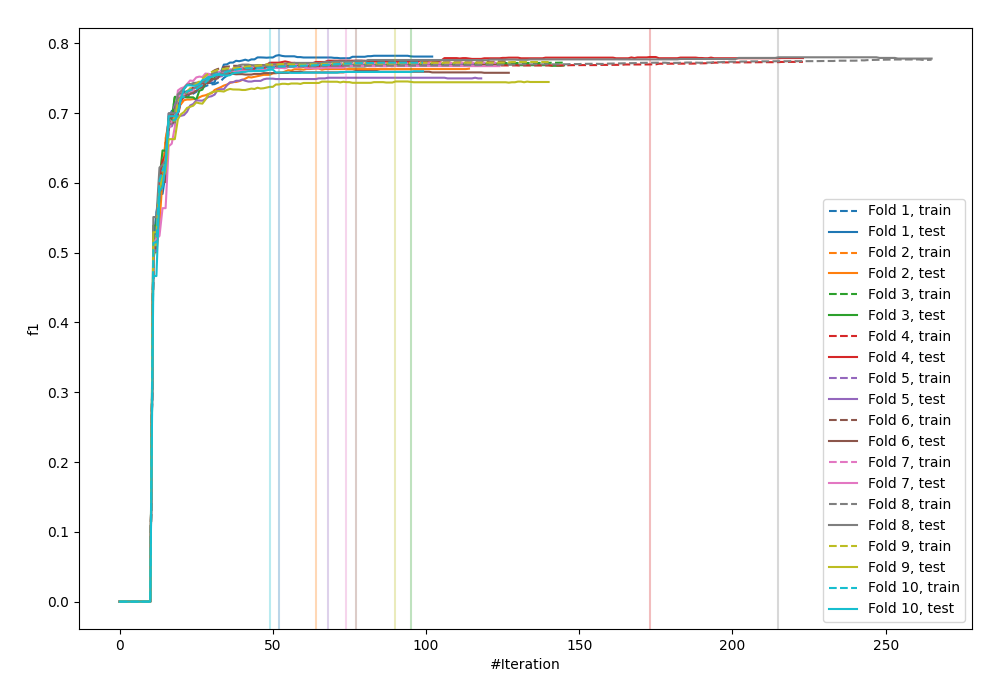 0.8
0.7
0.6
0.5
0.4
0.3
0.2
0.1
0.0
f1
0
50
100
150
200
250
#Iteration
Fold 1, train
Fold 1, test
Fold 2, train
Fold 2, test
Fold 3, train
Fold 3, test
Fold 4, train
Fold 4, test
Fold 5, train
Fold 5, test
Fold 6, train
Fold 6, test
Fold 7, train
Fold 7, test
Fold 8, train
Fold 8, test
Fold 9, train
Fold 9, test
Fold 10, train
Fold 10, test